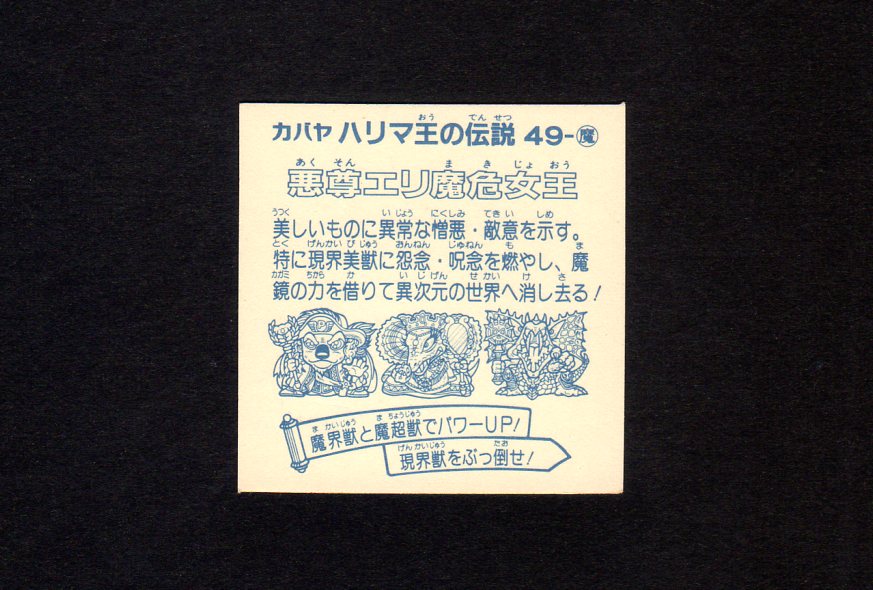 カバヤ ハリマ王の伝説 49-魔
悪尊エリ魔危女王
美しいものに異常な憎悪・敵意を示す。
特に現界美獣に怨念・呪念を燃やし、魔
鏡の力を借りて異次元の世界へ消し去る!
魔界獣と魔超獣でパワーUP!
現界獣をぶっ倒せ!